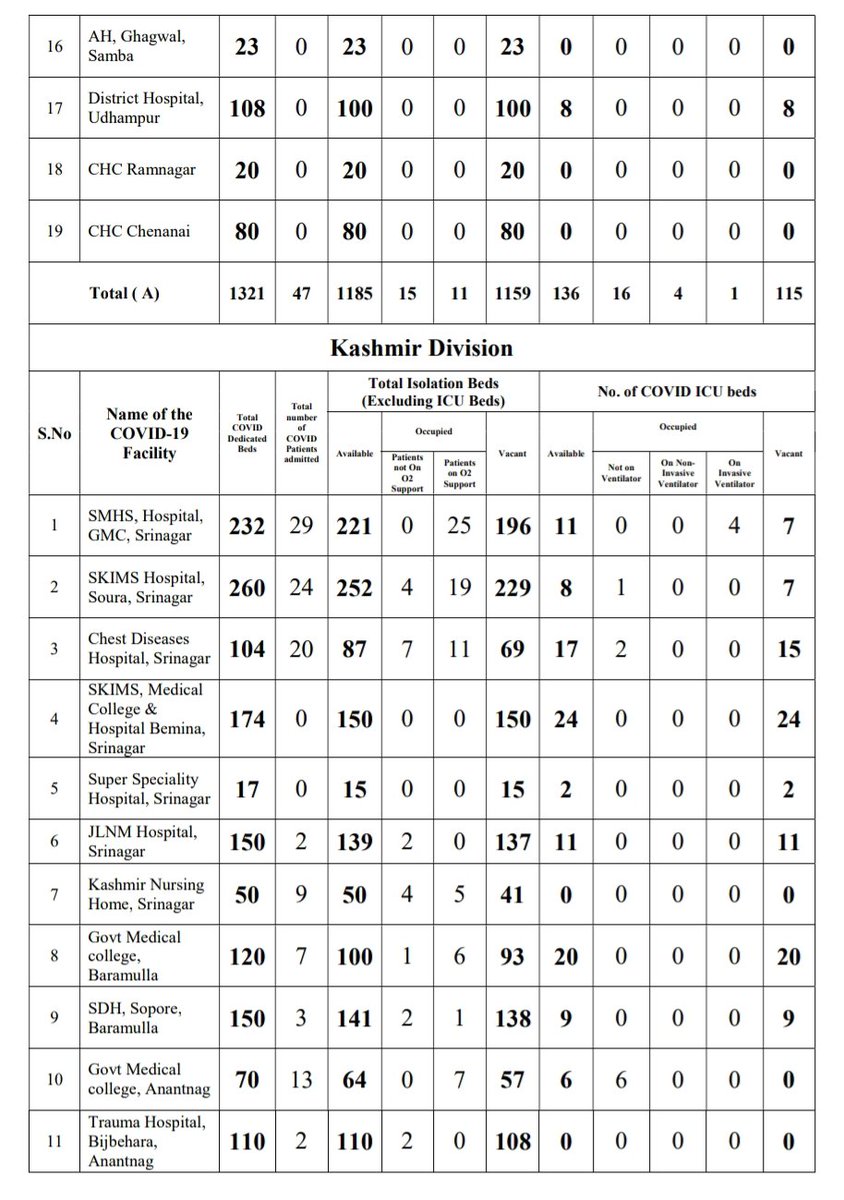 16 AH, Ghagwal, Samba 23 0 23 0 0 23 0 0 0 0 0
17 District Hospital, Udhampur 108 0 100 0 0 100 8 0 0 0 8
18 CHC Ramnagar 20 0 20 0 0 20 0 0 0 0 0
19 CHC Chenanai 80 0 80 0 0 80 0 0 0 0 0
Total ( A) 1321 47 1185 15 11 1159 136 16 4 1 115
Kashmir Division
S.No
Name of the COVID-19 Facility
Total COVID Dedicated Beds
Total number of COVID Patients admitted
Total Isolation Beds (Excluding ICU Beds)
Available
Occupied
Patients not On O2 Support
Patients on O2 Support
Vacant
No. of COVID ICU beds
Available
Occupied
Not on Ventilator
On Non-Invasive Ventilator
On Invasive Ventilator
Vacant
1 SMHS, Hospital, GMC, Srinagar 232 29 221 0 25 196 11 0 0 4 7
2 SKIMS Hospital, Soura, Srinagar 260 24 252 4 19 229 8 1 0 0 7
3 Chest Diseases Hospital, Srinagar 104 20 87 7 11 69 17 2 0 0 15
4 SKIMS, Medical College & Hospital Bemina, Srinagar 174 0 150 0 0 150 24 0 0 0 24
5 Super Speciality Hospital, Srinagar 17 0 15 0 0 15 2 0 0 0 2
6 JLNM Hospital, Srinagar 150 2 139 2 0 137 11 0 0 0 11
7 Kashmir Nursing Home, Srinagar 50 9 50 4 5 41 0 0 0 0 0
8 Govt Medical college, Baramulla 120 7 100 1 6 93 20 0 0 0 20
9 SDH, Sopore, Baramulla 150 3 141 2 1 138 9 0 0 0 9
10 Govt Medical college, Anantnag 70 13 64 0 7 57 6 6 0 0 0
11 Trauma Hospital, Bijbehara, Anantnag 110 2 110 2 0 108 0 0 0 0 0